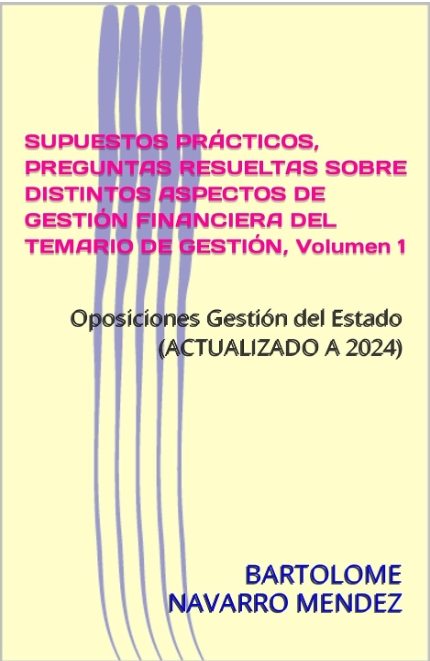 SUPUESTOS PRÁCTICOS,
PREGUNTAS RESUELTAS SOBRE
DISTINTOS ASPECTOS DE
GESTIÓN FINANCIERA DEL
TEMARIO DE GESTIÓN, Volumen 1
Oposiciones Gestión del Estado
(ACTUALIZADO A 2024)
BARTOLOME
NAVARRO MENDEZ